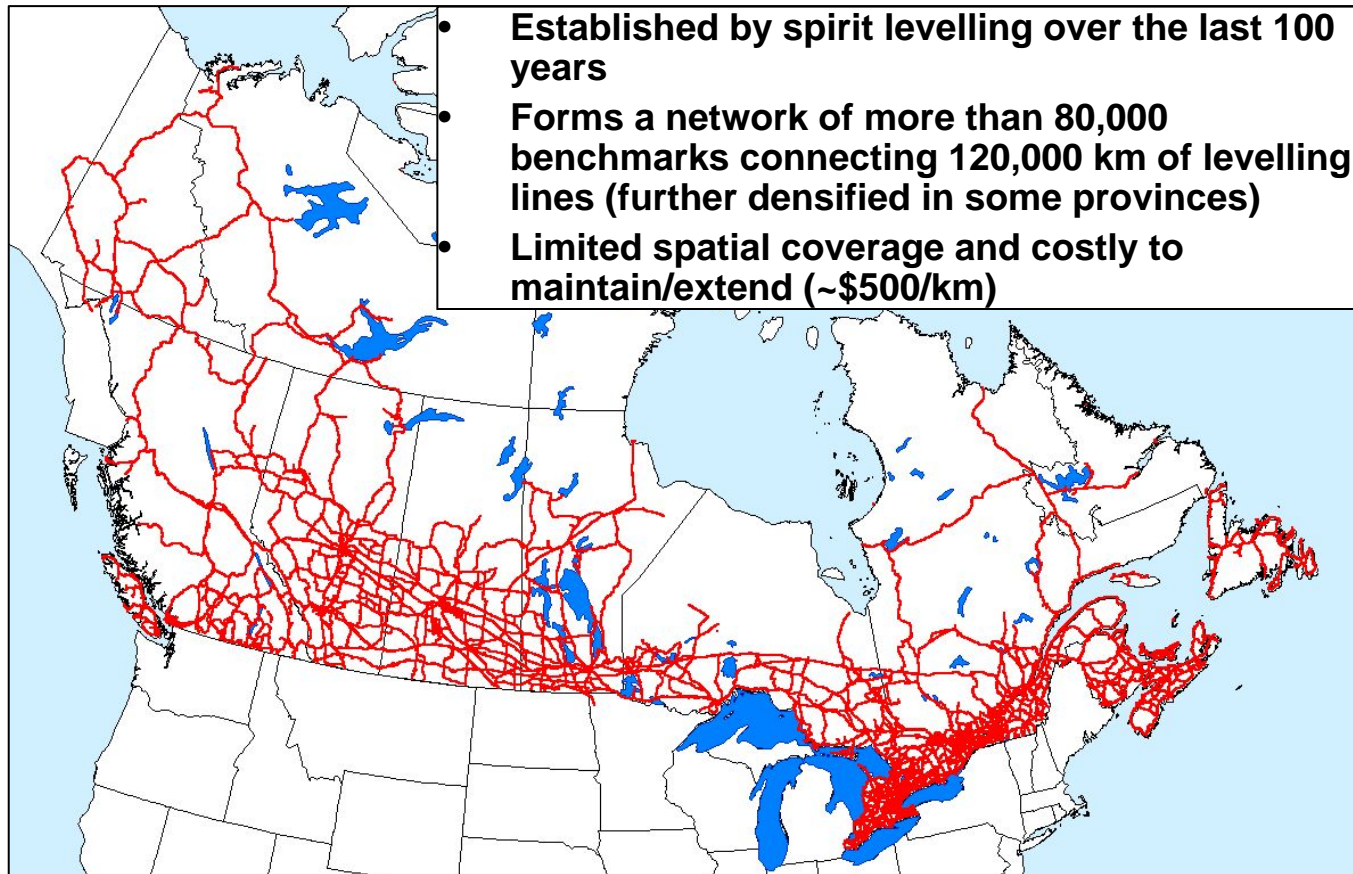 • Established by spirit levelling over the last 100
years
• Forms a network of more than 80,000
benchmarks connecting 120,000 km of levelling
lines (further densified in some provinces)
• Limited spatial coverage and costly to
maintain/extend (~$500/km)